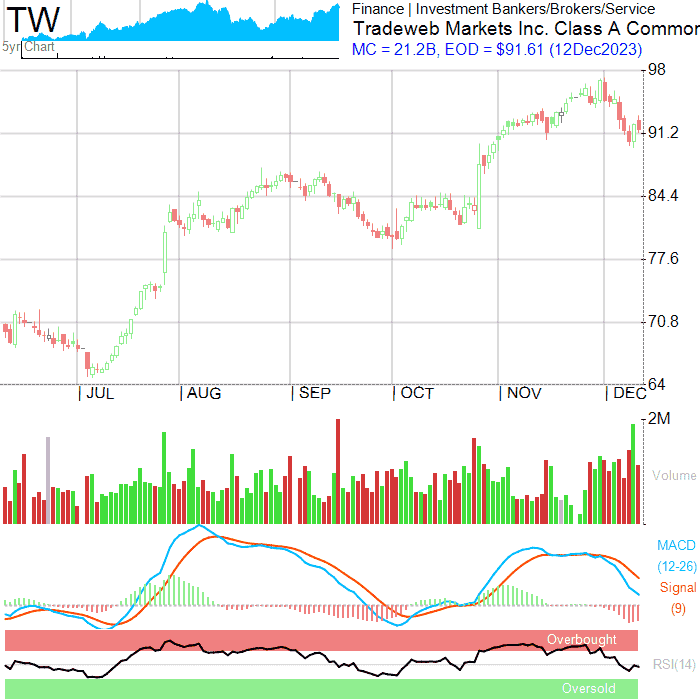 TW
5yr Chart
Finance | Investment Bankers/Brokers/Service
Tradeweb Markets Inc. Class A Common
MC = 21.2B, EOD = $91.61 (12Dec2023)
98
91.2
84.4
77.6
70.8
64
| JUL | AUG | SEP | OCT | NOV | DEC
2M
Volume
MACD
(12-26)
Signal
(9)
Overbought
RSI(14)
Oversold